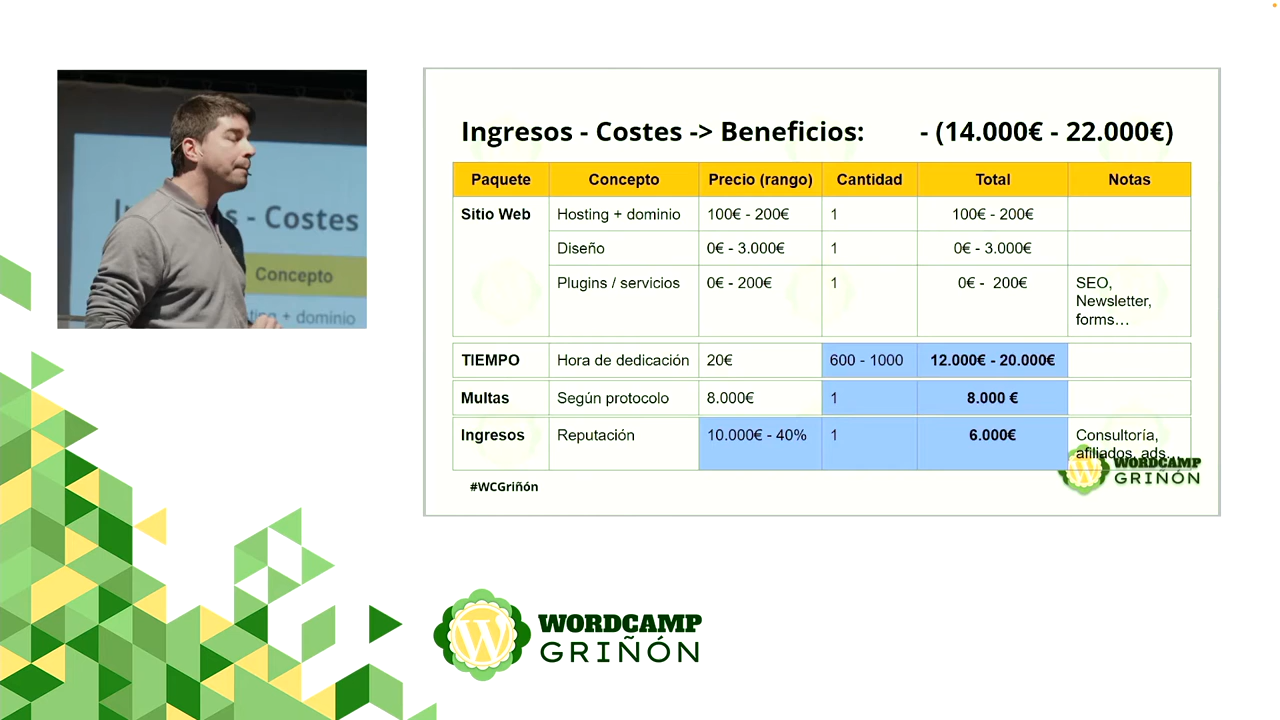 Ingresos - Costes -> Beneficios: - (14.000€ - 22.000€)
Paquete Concepto Precio (rango) Cantidad Total Notas
Sitio Web Hosting + dominio 100€ - 200€ 1 100€ - 200€
Diseño 0€ - 3.000€ 1 0€ - 3.000€
Plugins / servicios 0€ - 200€ 1 0€ - 200€ SEO,
Newsletter,
forms…
TIEMPO Hora de dedicación 20€ 600 - 1000 12.000€ - 20.000€
Multas Según protocolo 8.000€ 1 8.000 €
Ingresos Reputación 10.000€ - 40% 1 6.000€ Consultoría,
afiliados, ads…
WORDCAMP
GRIÑÓN
#WCGriñón
- Costes
Concepto
+ dominio
WORDCAMP
GRIÑÓN